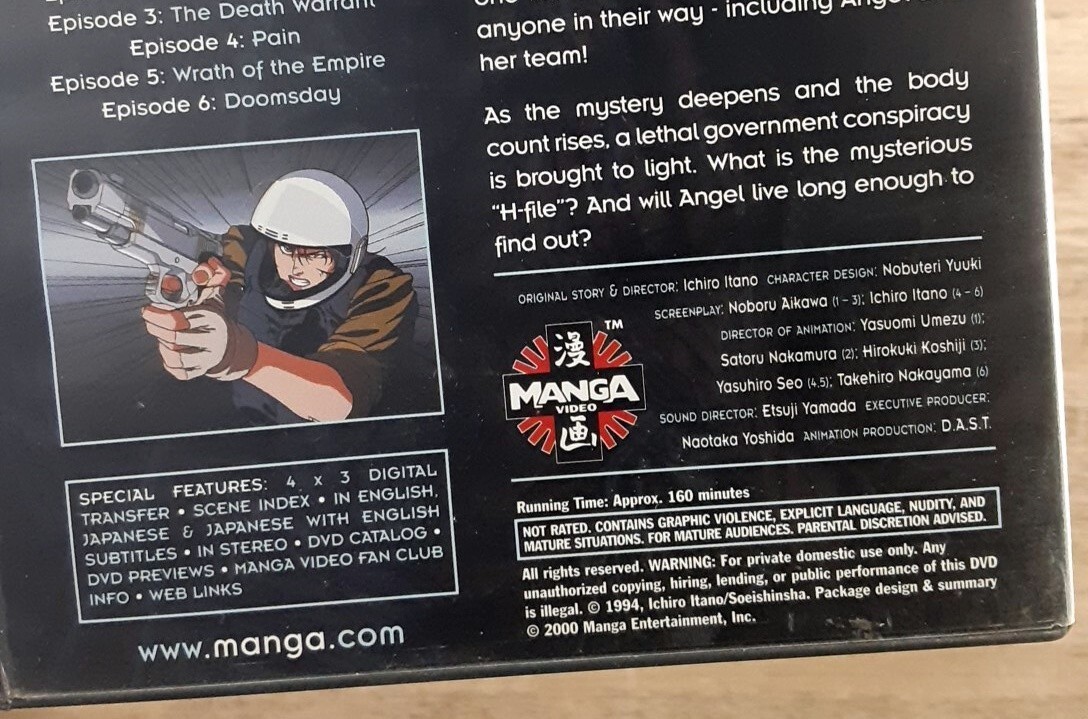 Episode 3: The Death Warrant
Episode 4: Pain
Episode 5: Wrath of the Empire
Episode 6: Doomsday
anyone in their way - including
her team!
As the mystery deepens and the body
count rises, a lethal government conspiracy
is brought to light. What is the mysterious
"H-file"? And will Angel live long enough to
find out?
ORIGINAL STORY & DIRECTOR: Ichiro Itano CHARACTER DESIGN: Nobuteri Yuuki
SCREENPLAY: Noboru Aikawa (1 - 3); Ichiro Itano (4 - 6)
DIRECTOR OF ANIMATION: Yasuomi Umezu (1);
Satoru Nakamura (2); Hirokuki Koshiji (3);
Yasuhiro Seo (4,5); Takehiro Nakayama (6)
SOUND DIRECTOR: Etsuji Yamada EXECUTIVE PRODUCER:
Naotaka Yoshida ANIMATION PRODUCTION: D.A.S.T.
TM
漫
MANGA
VIDEO
画
SPECIAL FEATURES: 4 x 3 DIGITAL
TRANSFER • SCENE INDEX • IN ENGLISH,
JAPANESE & JAPANESE WITH ENGLISH
SUBTITLES • IN STEREO • DVD CATALOG •
DVD PREVIEWS • MANGA VIDEO FAN CLUB
INFO • WEB LINKS
www.manga.com
Running Time: Approx. 160 minutes
NOT RATED. CONTAINS GRAPHIC VIOLENCE, EXPLICIT LANGUAGE, NUDITY, AND
MATURE SITUATIONS. FOR MATURE AUDIENCES. PARENTAL DISCRETION ADVISED.
All rights reserved. WARNING: For private domestic use only. Any
unauthorized copying, hiring, lending, or public performance of this DVD
is illegal. © 1994, Ichiro Itano/Soeishinsha. Package design & summary
© 2000 Manga Entertainment, Inc.